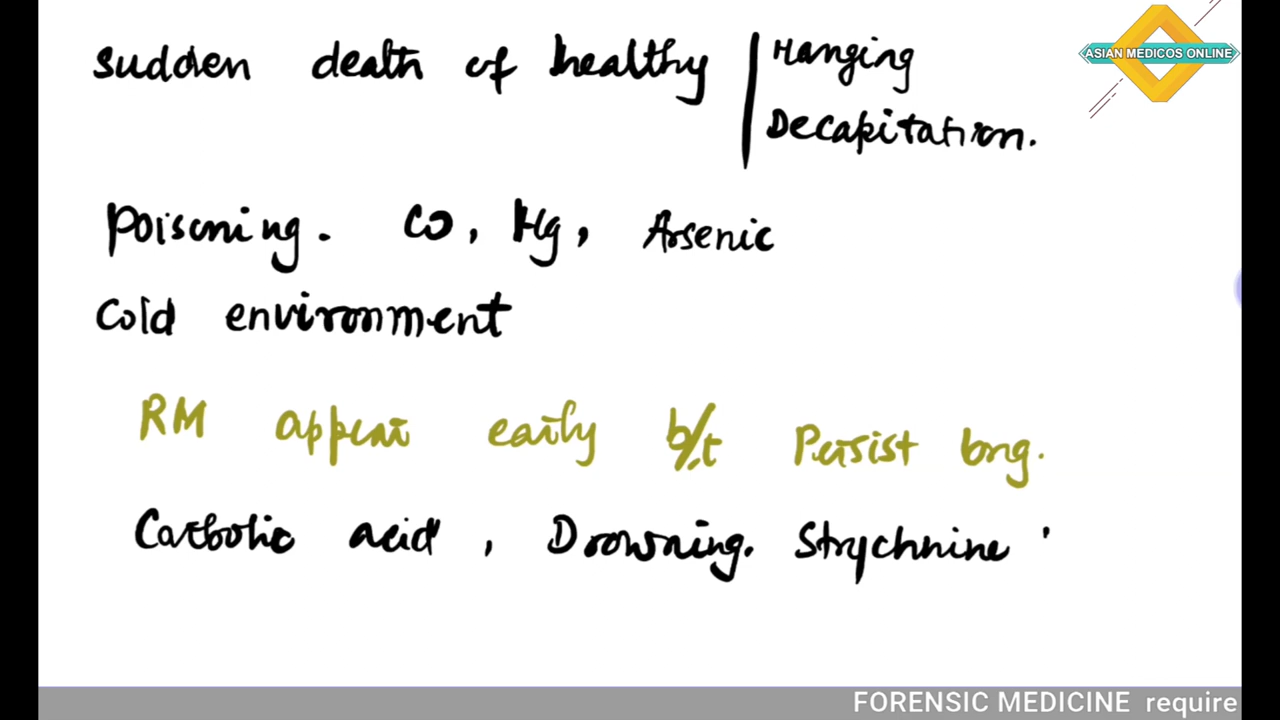 sudden death of healthy
Hanging
Decapitation.
ASIAN MEDICOS ONLINE
Poisoning. CO, Hg, Arsenic
Cold environment
RM appear early b/t Persist long.
Carbolic acid, Drowning. Strychnine '
FORENSIC MEDICINE require